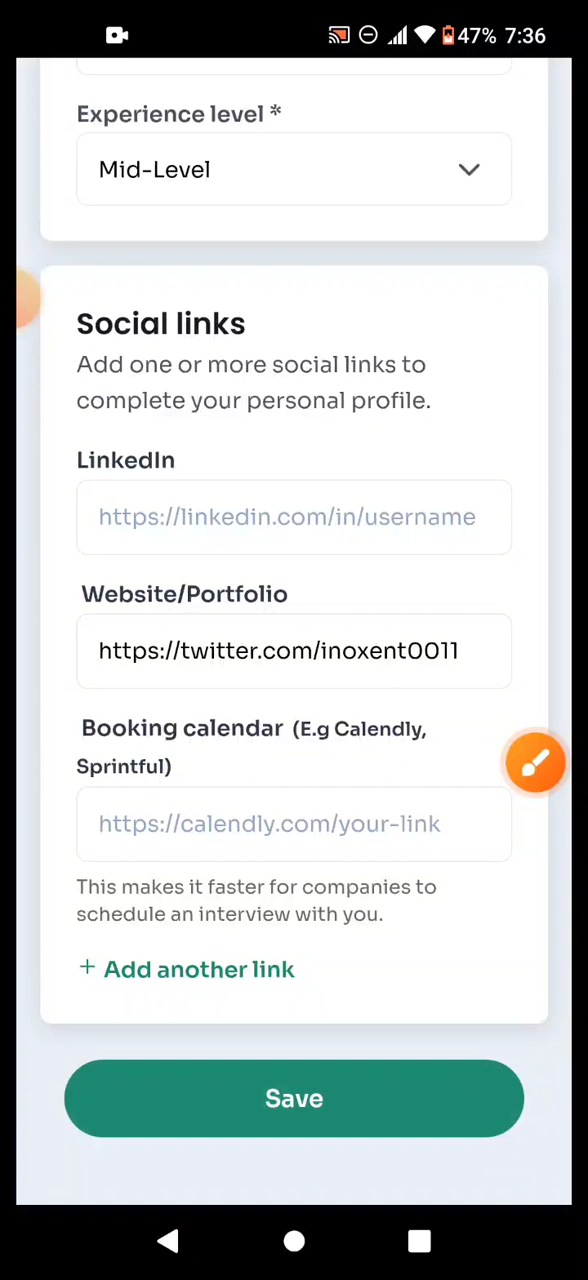 47% 7:36
Experience level *
Mid-Level
Social links
Add one or more social links to
complete your personal profile.
LinkedIn
https://linkedin.com/in/username
Website/Portfolio
https://twitter.com/inoxent0011
Booking calendar (E.g Calendly,
Sprintful)
https://calendly.com/your-link
This makes it faster for companies to
schedule an interview with you.
+ Add another link
Save